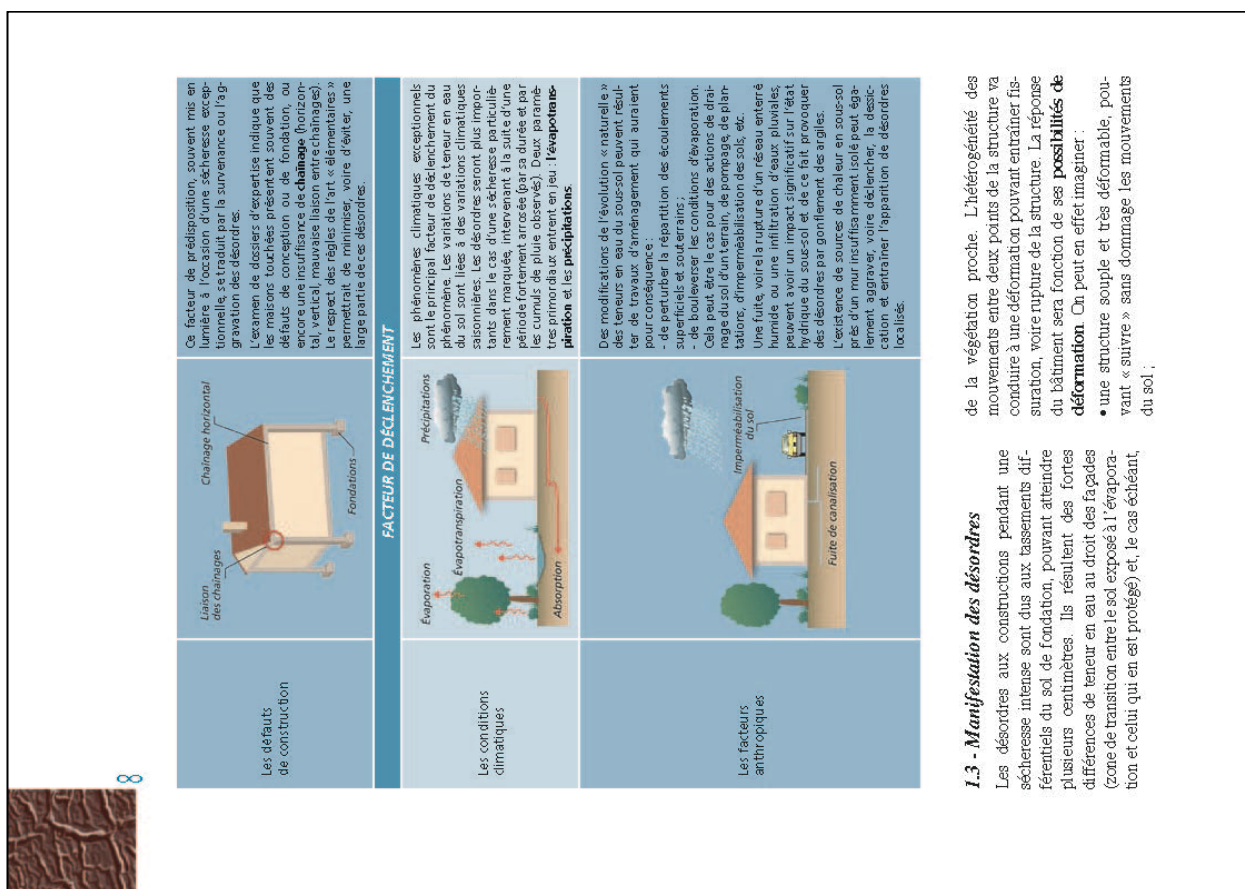 8
Les défauts
de construction
Liaison
des chaînages
Chaînage horizontal
Fondations
Ce facteur de prédisposition, souvent mis en
lumière à l'occasion d'une sécheresse excep-
tionnelle, se traduit par la survenance ou l'ag-
gravation des désordres.
L'examen de dossiers d'expertise indique que
les maisons touchées présentent souvent des
défauts de conception ou de fondation, ou
encore une insuffisance de chaînage (horizon-
tal, vertical, mauvaise liaison entre chaînages).
Le respect des règles de l'art « élémentaires »
permettrait de minimiser, voire d'éviter, une
large partie de ces désordres.
FACTEUR DE DÉCLENCHEMENT
Les conditions
climatiques
Évaporation
Évapotranspiration
Précipitations
Absorption
Les phénomènes climatiques exceptionnels
sont le principal facteur de déclenchement du
phénomène. Les variations de teneur en eau
du sol sont liées à des variations climatiques
saisonnières. Les désordres seront plus impor-
tants dans le cas d'une sécheresse particuliè-
rement marquée, intervenant à la suite d'une
période fortement arrosée (par sa durée et par
les cumuls de pluie observés). Deux paramè-
tres primordiaux entrent en jeu : l'évapotrans-
piration et les précipitations.
Les facteurs
anthropiques
Imperméabilisation
du sol
Fuite de canalisation
Des modifications de l'évolution « naturelle »
des teneurs en eau du sous-sol peuvent résul-
ter de travaux d'aménagement qui auraient
pour conséquence :
- de perturber la répartition des écoulements
superficiels et souterrains ;
- de bouleverser les conditions d'évaporation.
Cela peut être le cas pour des actions de drai-
nage du sol d'un terrain, de pompage, de plan-
tations, d'imperméabilisation des sols, etc.
Une fuite, voire la rupture d'un réseau enterré
humide ou une infiltration d'eaux pluviales,
peuvent avoir un impact significatif sur l'état
hydrique du sous-sol et de ce fait provoquer
des désordres par gonflement des argiles.
L'existence de sources de chaleur en sous-sol
près d'un mur insuffisamment isolé peut éga-
lement aggraver, voire déclencher, la dessic-
cation et entraîner l'apparition de désordres
localisés.
1.3 - Manifestation des désordres
Les désordres aux constructions pendant une
sécheresse intense sont dus aux tassements dif-
férentiels du sol de fondation, pouvant atteindre
plusieurs centimètres. Ils résultent des fortes
différences de teneur en eau au droit des façades
(zone de transition entre le sol exposé à l'évapora-
tion et celui qui en est protégé) et, le cas échéant,
de la végétation proche. L'hétérogénéité des
mouvements entre deux points de la structure va
conduire à une déformation pouvant entraîner fis-
suration, voire rupture de la structure. La réponse
du bâtiment sera fonction de ses possibilités de
déformation. On peut en effet imaginer :
• une structure souple et très déformable, pou-
vant « suivre » sans dommage les mouvements
du sol ;